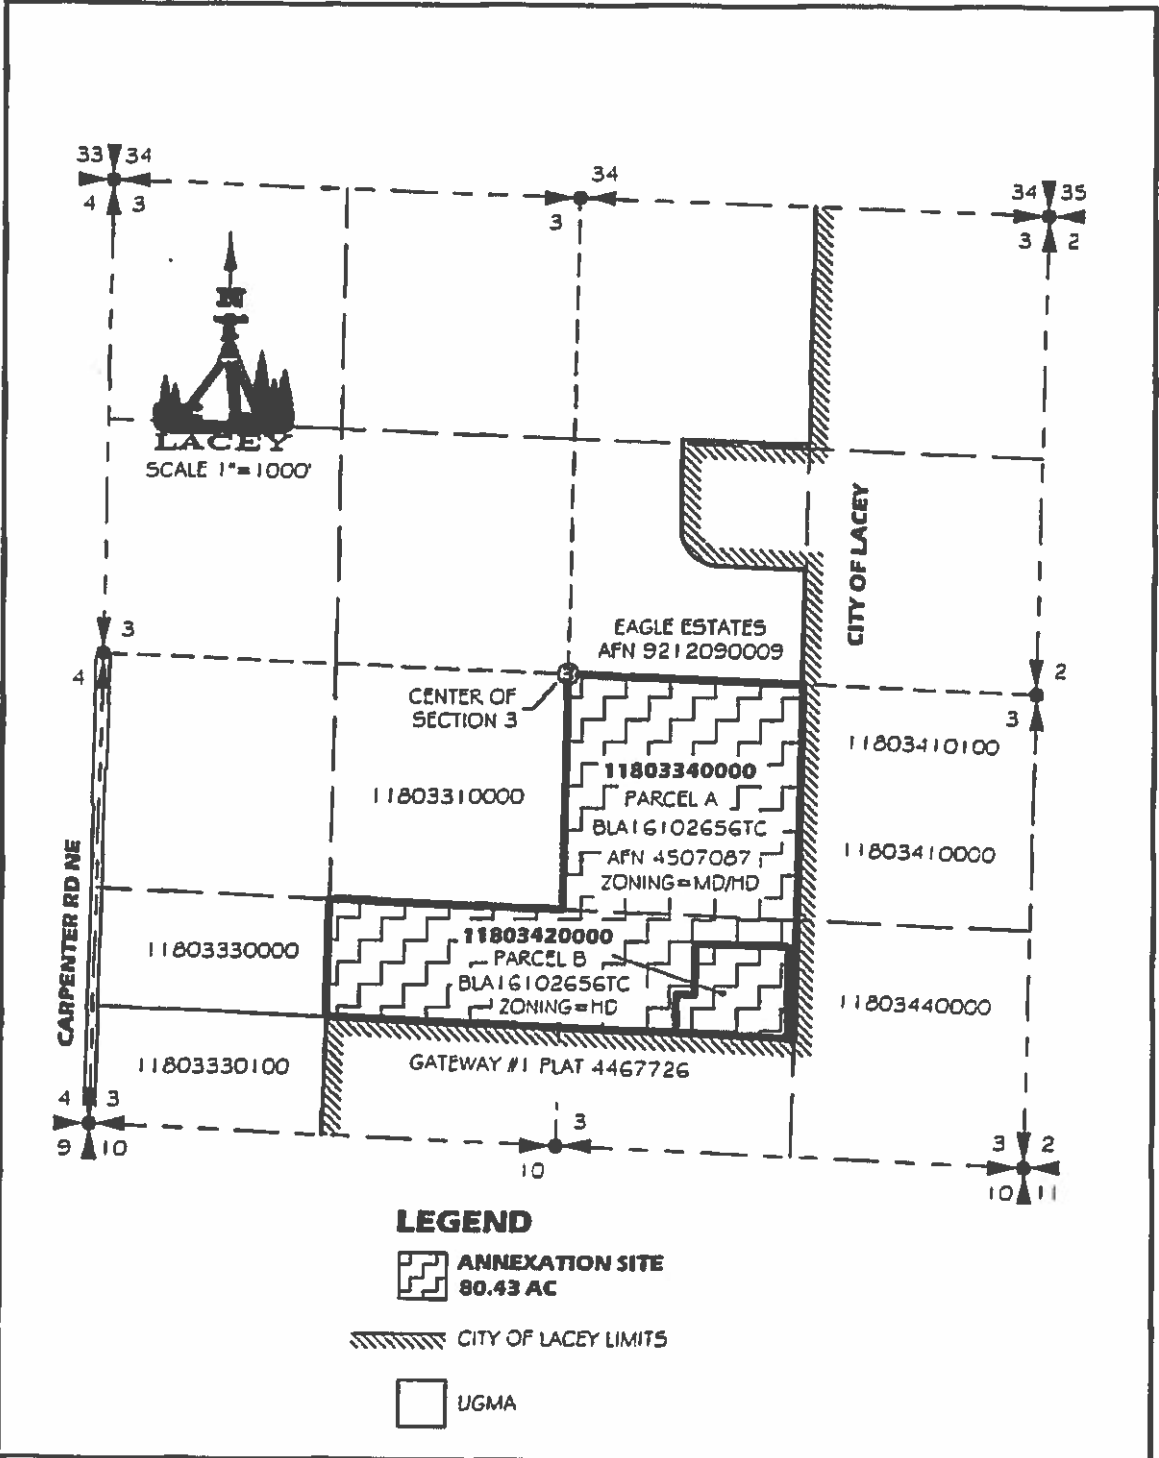 33 34
34
34 35
4 3
3
3 2
N
LACEY
SCALE 1"=1000'
CITY OF LACEY
3
4
EAGLE ESTATES
AFN 9212090009
3
2
3
CENTER OF
SECTION 3
11803410100
11803340000
PARCEL A
BLA16102656TC
AFN 4507087
ZONING=MD/HD
11803310000
11803410000
CARPENTER RD NE
11803330000
11803420000
PARCEL B
BLA16102656TC
ZONING=HD
11803440000
11803330100
GATEWAY #1 PLAT 4467726
4 3
9 10
3
10
3 2
10 11
LEGEND
ANNEXATION SITE
80.43 AC
CITY OF LACEY LIMITS
UGMA